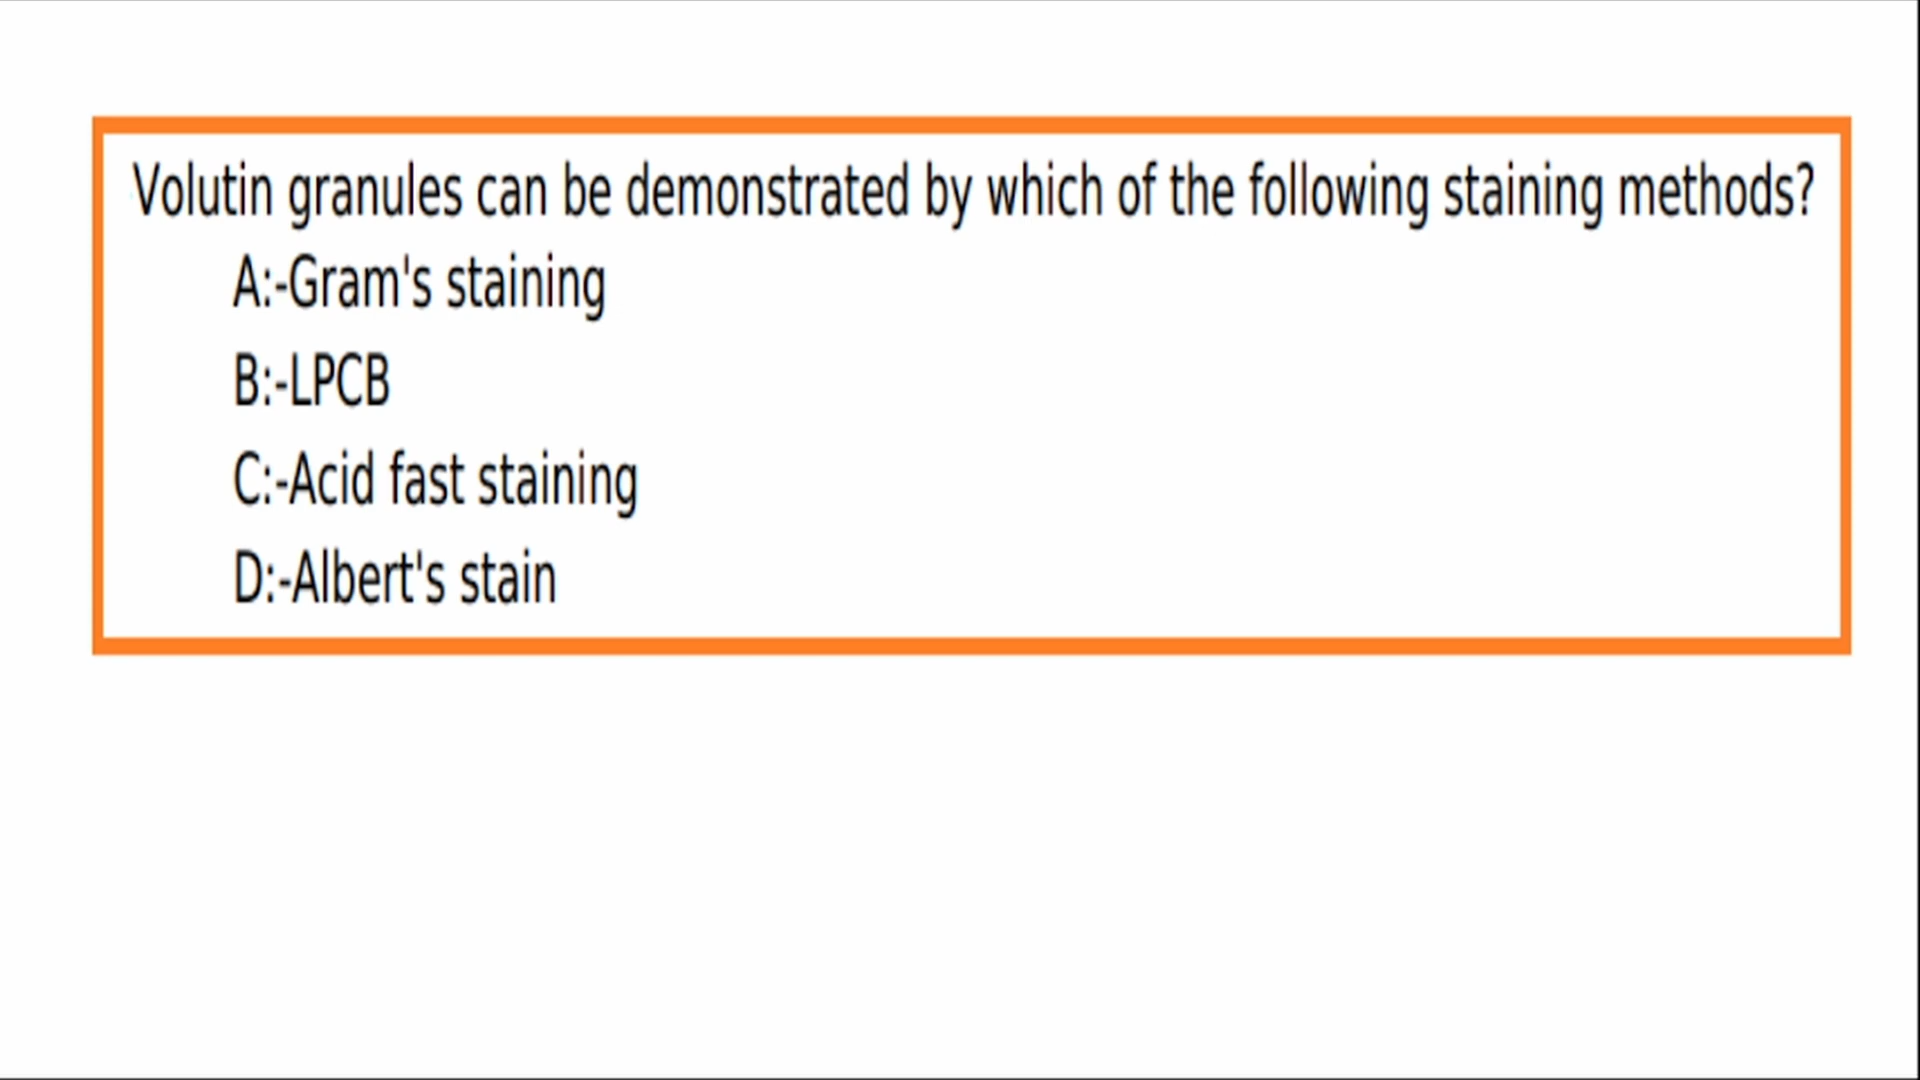 Volutin granules can be demonstrated by which of the following staining methods?
A:-Gram's staining
B:-LPCB
C:-Acid fast staining
D:-Albert's stain